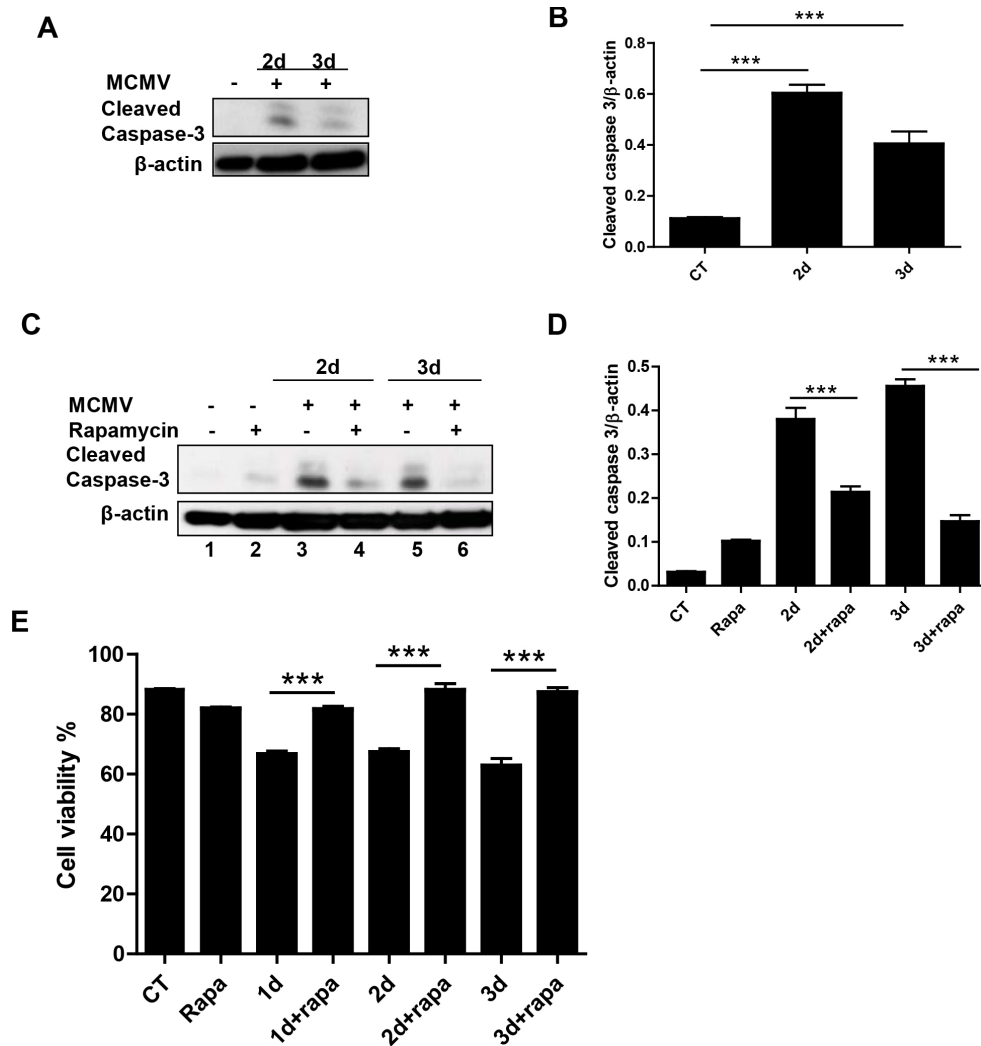 A
2d 3d
MCMV - + +
Cleaved
Caspase-3
β-actin
B
***
***
Cleaved caspase 3/β-actin
0.8
0.6
0.4
0.2
0.0
CT 2d 3d
C
2d 3d
MCMV - - + + + +
Rapamycin - + - + - +
Cleaved
Caspase-3
β-actin
1 2 3 4 5 6
D
***
***
Cleaved caspase 3/β-actin
0.5
0.4
0.3
0.2
0.1
0.0
CT Rapa 2d 2d+rapa 3d 3d+rapa
E
*** *** ***
Cell viability %
100
80
60
40
20
0
CT Rapa 1d 1d+rapa 2d 2d+rapa 3d 3d+rapa